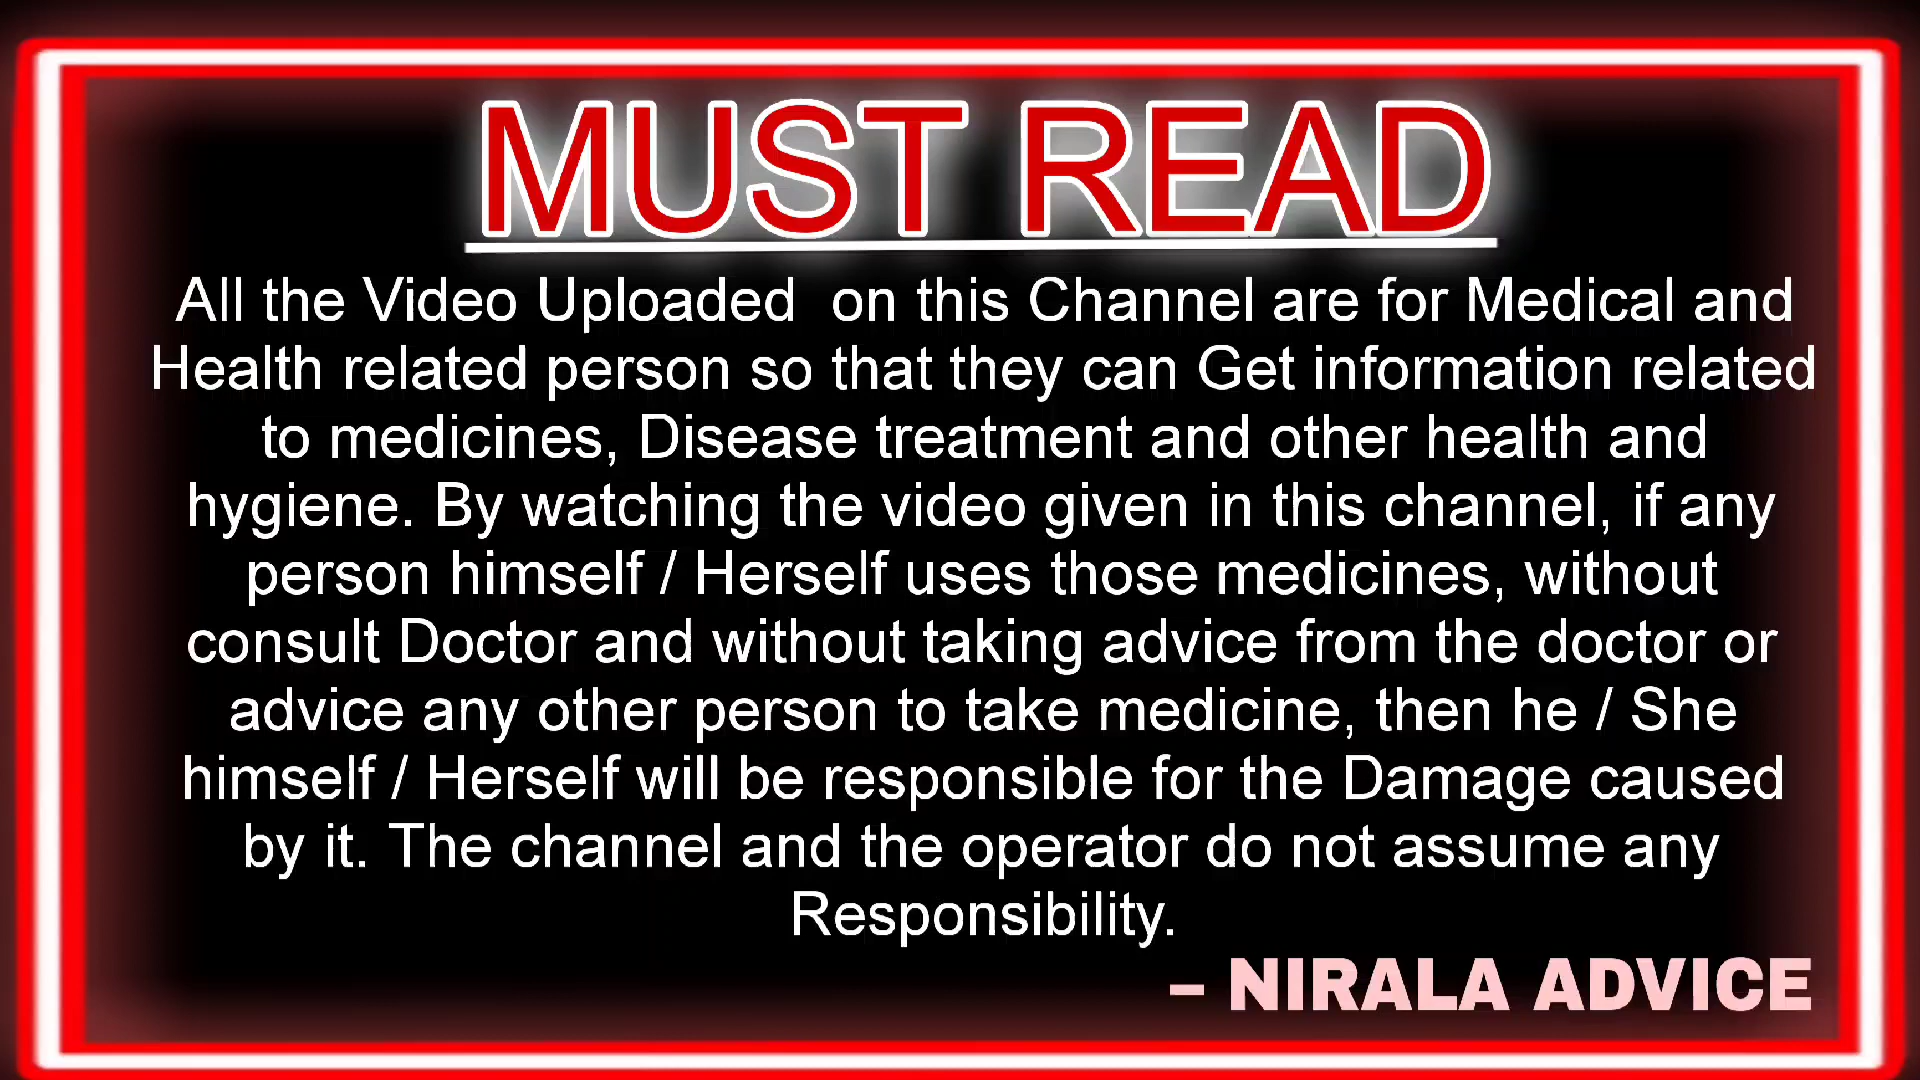 MUST READ
All the Video Uploaded  on this Channel are for Medical and
Health related person so that they can Get information related
to medicines, Disease treatment and other health and
hygiene. By watching the video given in this channel, if any
person himself / Herself uses those medicines, without
consult Doctor and without taking advice from the doctor or
advice any other person to take medicine, then he / She
himself / Herself will be responsible for the Damage caused
by it. The channel and the operator do not assume any
Responsibility.
– NIRALA ADVICE